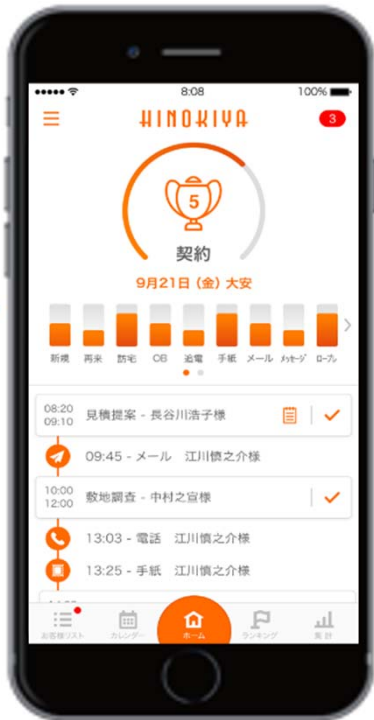 8:08
100%
HINOKIYA
3
5
契約
9月21日（金）大安
新規 再来 訪宅 OB 追電 手紙 メール メッセージ ロープレ
08:20
09:10
見積提案 - 長谷川浩子様
09:45 - メール 江川慎之介様
10:00
12:00
敷地調査 - 中村之宣様
13:03 - 電話 江川慎之介様
13:25 - 手紙 江川慎之介様
お客様リスト カレンダー ホーム ランキング 集計